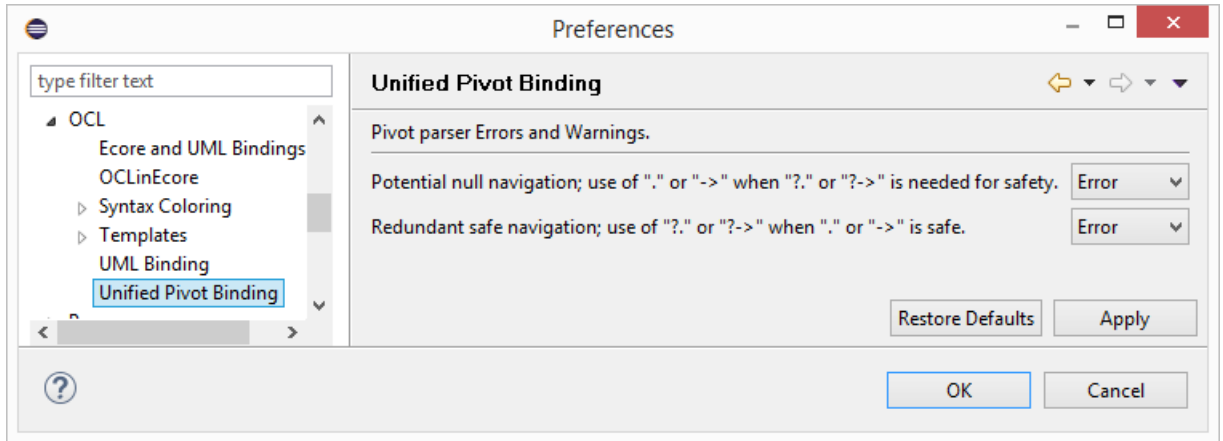 Preferences
type filter text
OCL
Ecore and UML Bindings
OCLinEcore
Syntax Coloring
Templates
UML Binding
Unified Pivot Binding
Unified Pivot Binding
Pivot parser Errors and Warnings.
Potential null navigation; use of "." or "->" when "?." or "?->" is needed for safety. Error
Redundant safe navigation; use of "?." or "?->" when "." or "->" is safe. Error
Restore Defaults Apply
OK Cancel